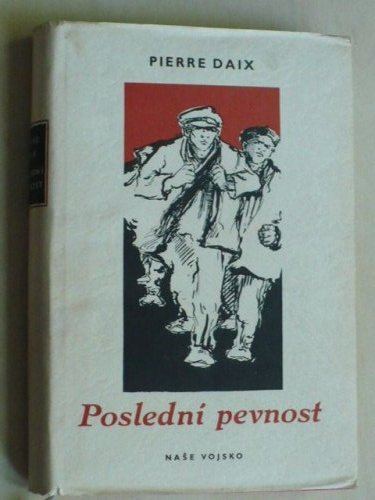 PIERRE DAIX
Poslední pevnost
NAŠE VOJSKO